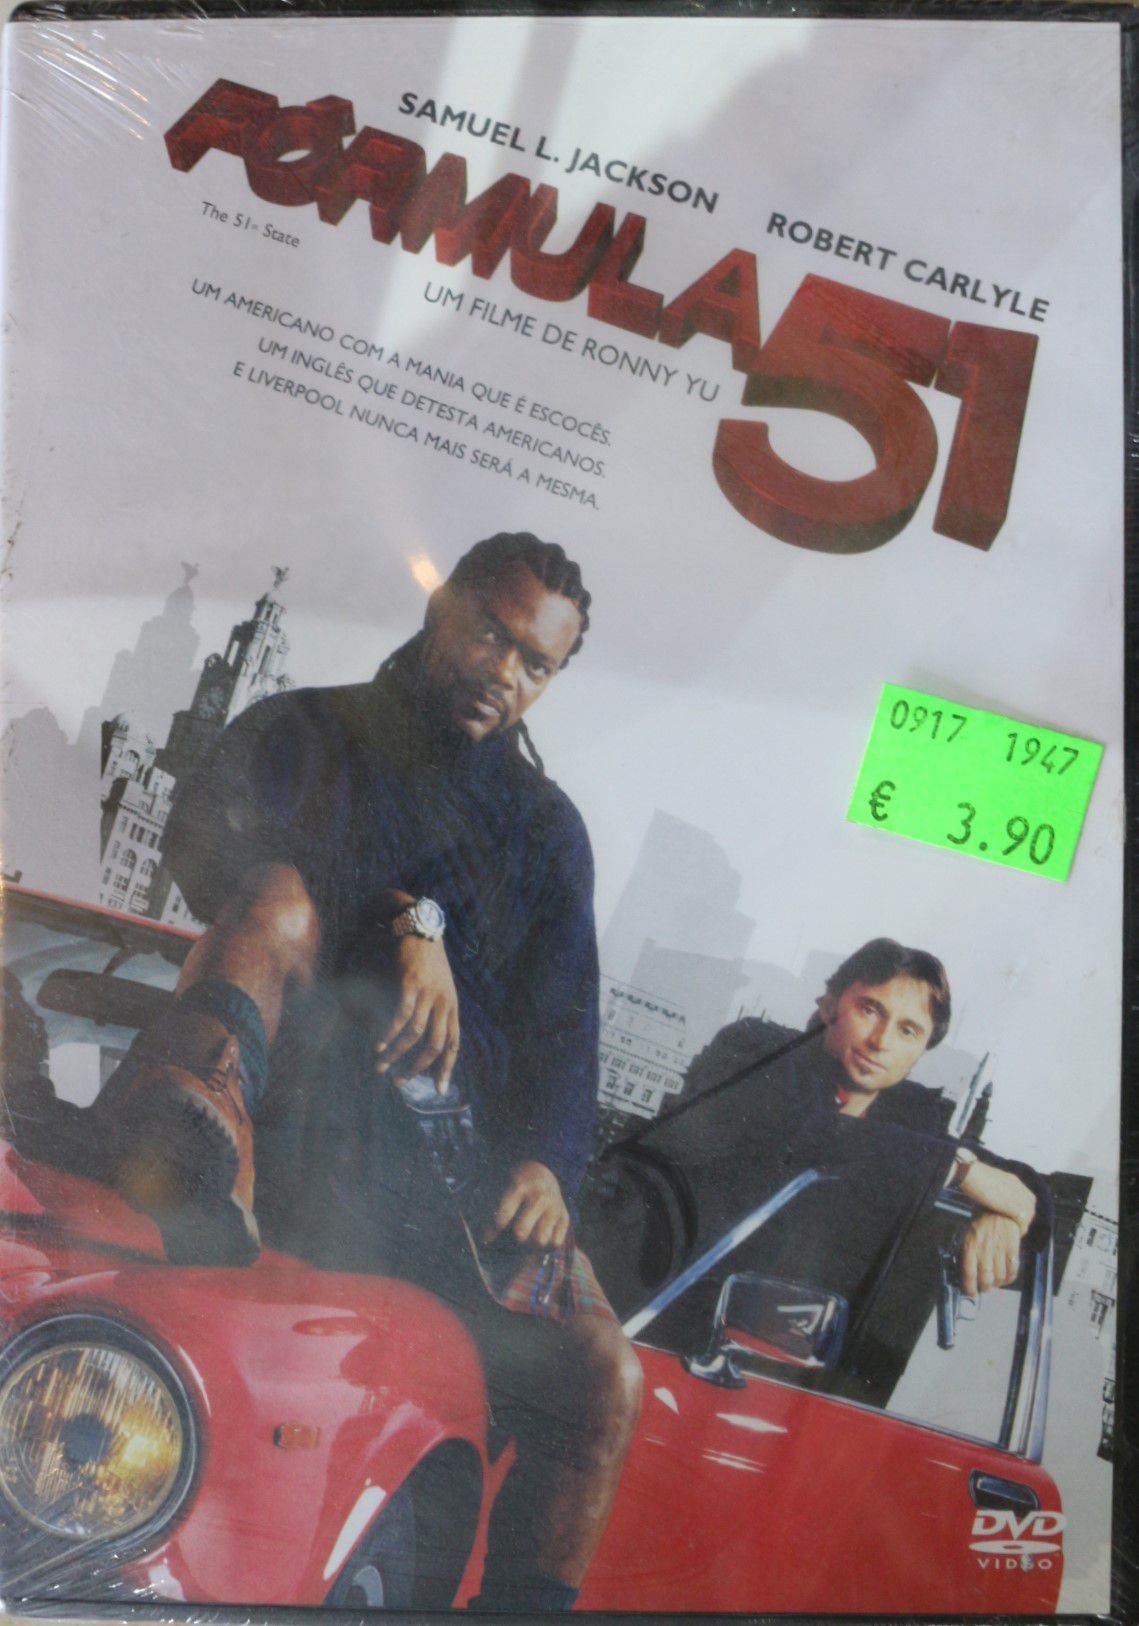 SAMUEL L. JACKSON
ROBERT CARLYLE
FÓRMULA
51
The 51st State
UM FILME DE RONNY YU
UM AMERICANO COM A MANIA QUE É ESCOCÊS.
UM INGLÊS QUE DETESTA AMERICANOS.
E LIVERPOOL NUNCA MAIS SERÁ A MESMA.
0917 1947
€ 3.90
DVD
VIDEO